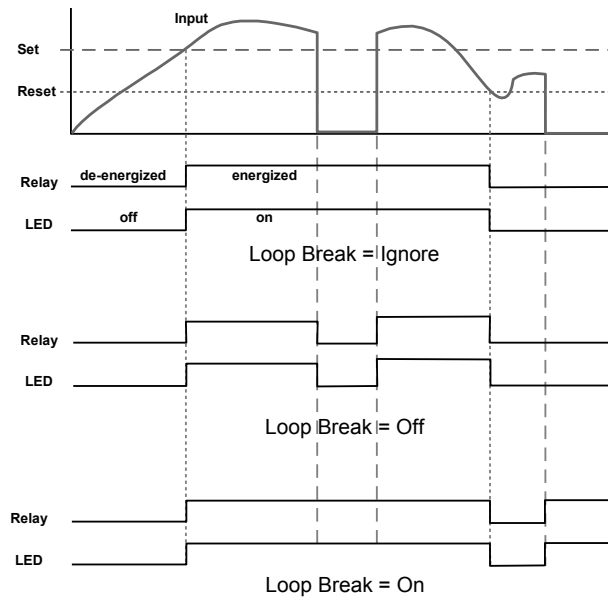 Input
Set
Reset
Relay de-energized energized
LED off on
Loop Break = Ignore
Relay
LED
Loop Break = Off
Relay
LED
Loop Break = On